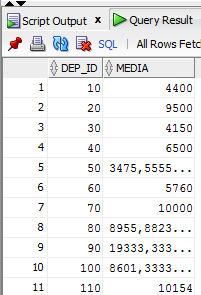 Script Output x Query Result
SQL All Rows Fetch
DEP_ID MEDIA
1 10 4400
2 20 9500
3 30 4150
4 40 6500
5 50 3475,5555...
6 60 5760
7 70 10000
8 80 8955,8823...
9 90 19333,333...
10 100 8601,3333...
11 110 10154